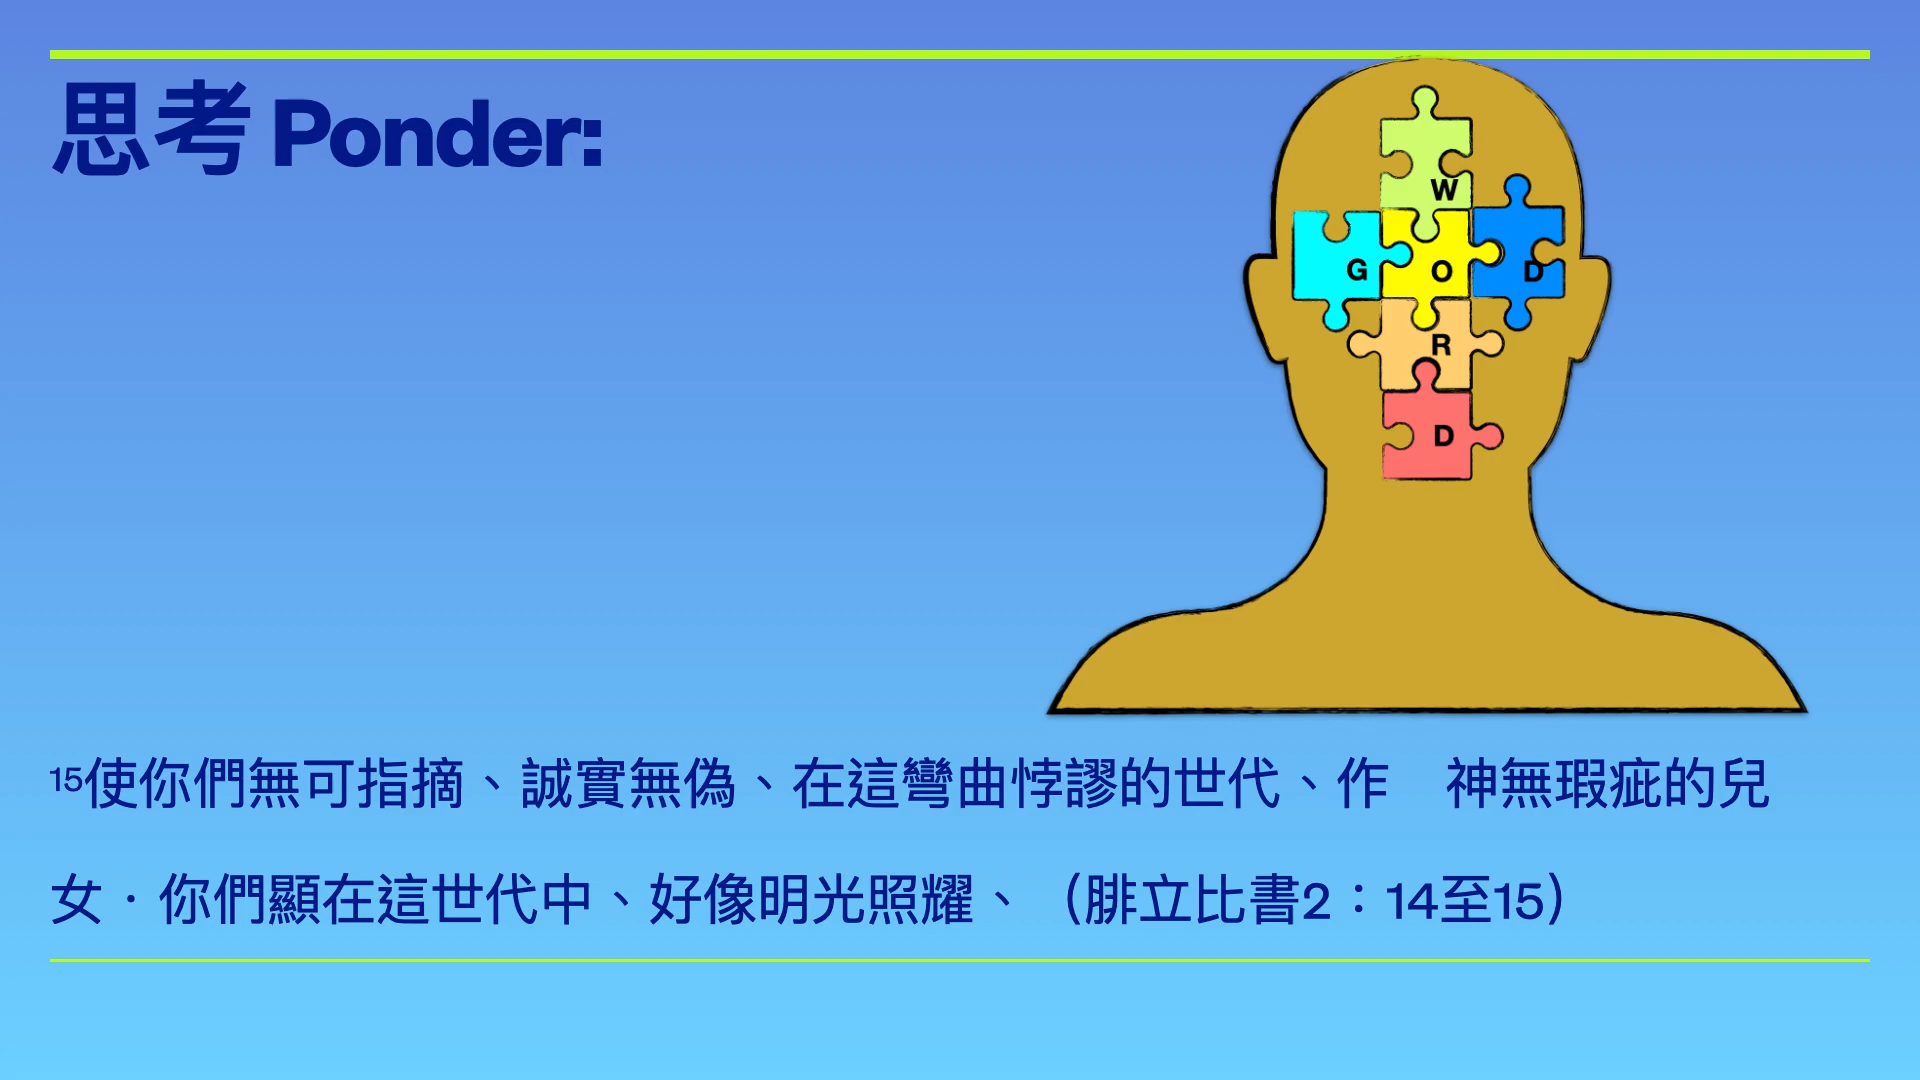 思考 Ponder:
W
G O D
R
D
15使你們無可指摘、誠實無偽、在這彎曲悖謬的世代、作　神無瑕疵的兒
女．你們顯在這世代中、好像明光照耀、（腓立比書2：14至15）